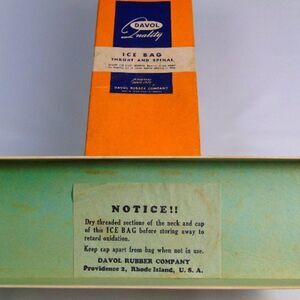 DAVOL
Quality
ICE BAG
THROAT AND SPINAL
DAVOL RUBBER COMPANY
NOTICE!!
Dry threaded sections of the neck and cap
of this ICE BAG before storing away to
retard oxidation.
Keep cap apart from bag when not in use.
DAVOL RUBBER COMPANY
Providence 2, Rhode Island, U. S. A.